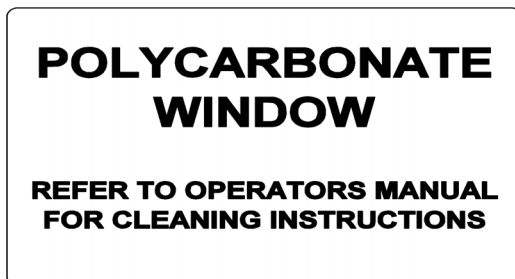 POLYCARBONATE
WINDOW
REFER TO OPERATORS MANUAL
FOR CLEANING INSTRUCTIONS